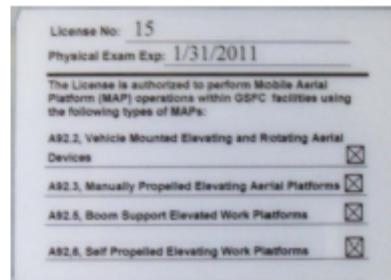 License No: 15
Physical Exam Exp: 1/31/2011
The License is authorized to perform Mobile Aerial
Platform (MAP) operations within GSFC facilities using
the following types of MAPs:
A92.2, Vehicle Mounted Elevating and Rotating Aerial
Devices
A92.3, Manually Propelled Elevating Aerial Platforms
A92.5, Boom Support Elevated Work Platforms
A92,6, Self Propelled Elevating Work Platforms